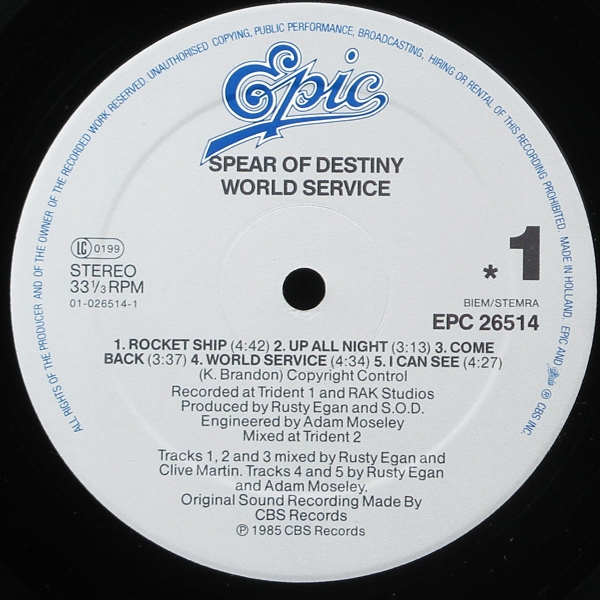 ALL RIGHTS OF THE PRODUCER AND OF THE OWNER OF THE RECORDED WORK RESERVED. UNAUTHORISED COPYING, PUBLIC PERFORMANCE, BROADCASTING, HIRING OR RENTAL OF THIS RECORDING PROHIBITED. MADE IN HOLLAND. EPIC AND Epic ℗ CBS INC.
Epic
SPEAR OF DESTINY
WORLD SERVICE
LC 0199
STEREO
33 1/3 RPM
01-026514-1
* 1
BIEM/STEMRA
EPC 26514
1. ROCKET SHIP (4:42) 2. UP ALL NIGHT (3:13) 3. COME
BACK (3:37) 4. WORLD SERVICE (4:34) 5. I CAN SEE (4:27)
(K. Brandon) Copyright Control
Recorded at Trident 1 and RAK Studios
Produced by Rusty Egan and S.O.D.
Engineered by Adam Moseley
Mixed at Trident 2
Tracks 1, 2 and 3 mixed by Rusty Egan and
Clive Martin. Tracks 4 and 5 by Rusty Egan
and Adam Moseley.
Original Sound Recording Made By
CBS Records
℗ 1985 CBS Records